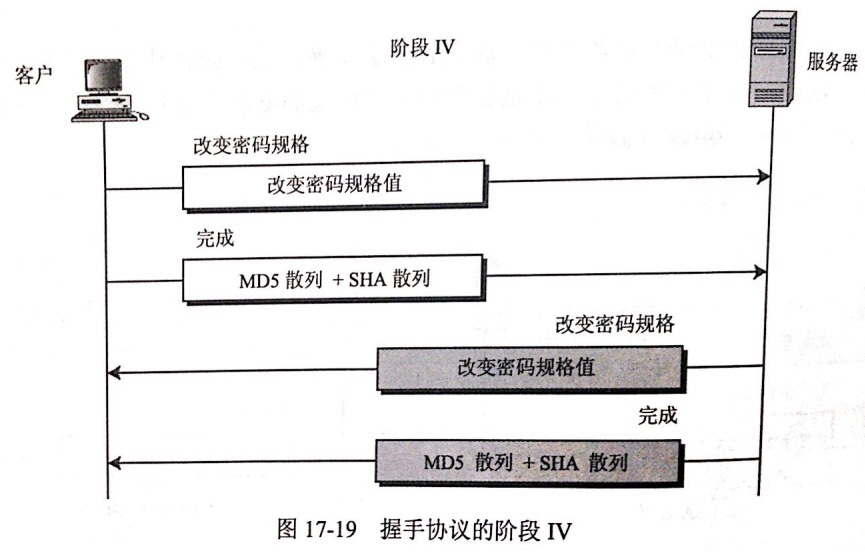 阶段 IV
客户
服务器
改变密码规格
改变密码规格值
完成
MD5 散列 + SHA 散列
改变密码规格
改变密码规格值
完成
MD5 散列 + SHA 散列
图 17-19 握手协议的阶段 IV